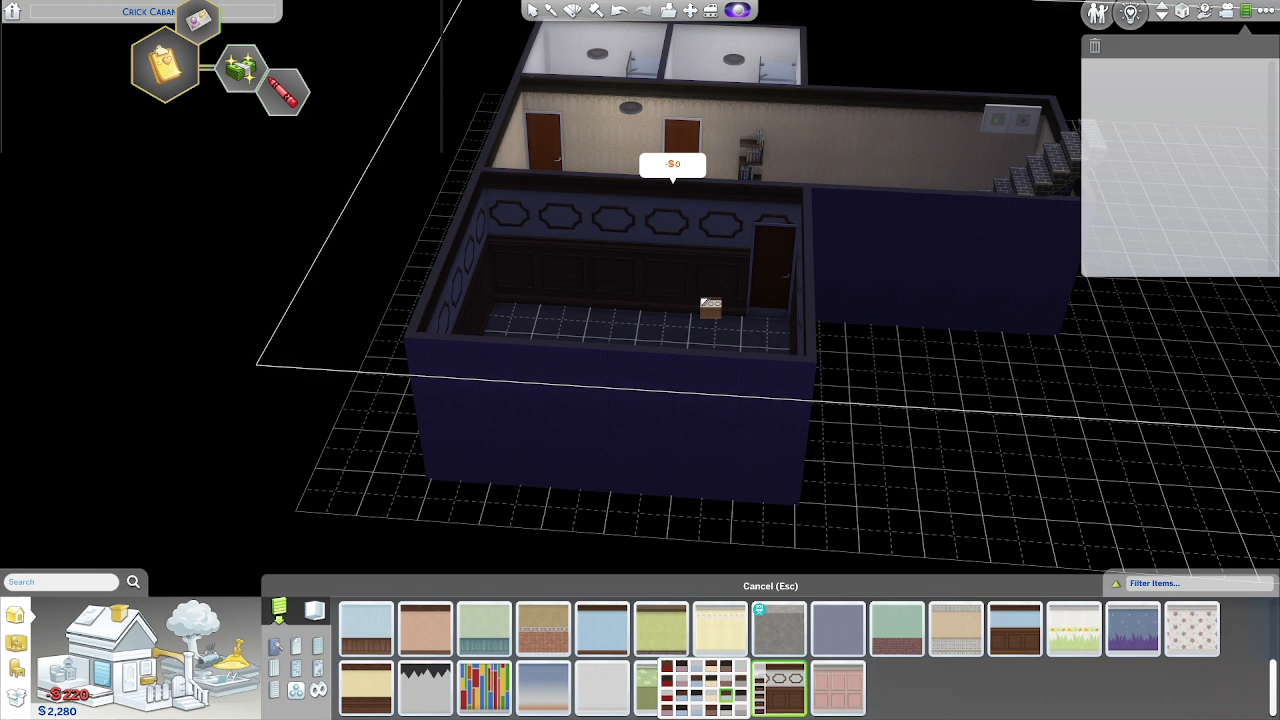 CRICK CABAN
-$0
Cancel (Esc)
Search
Filter Items...
-$220
$2,280